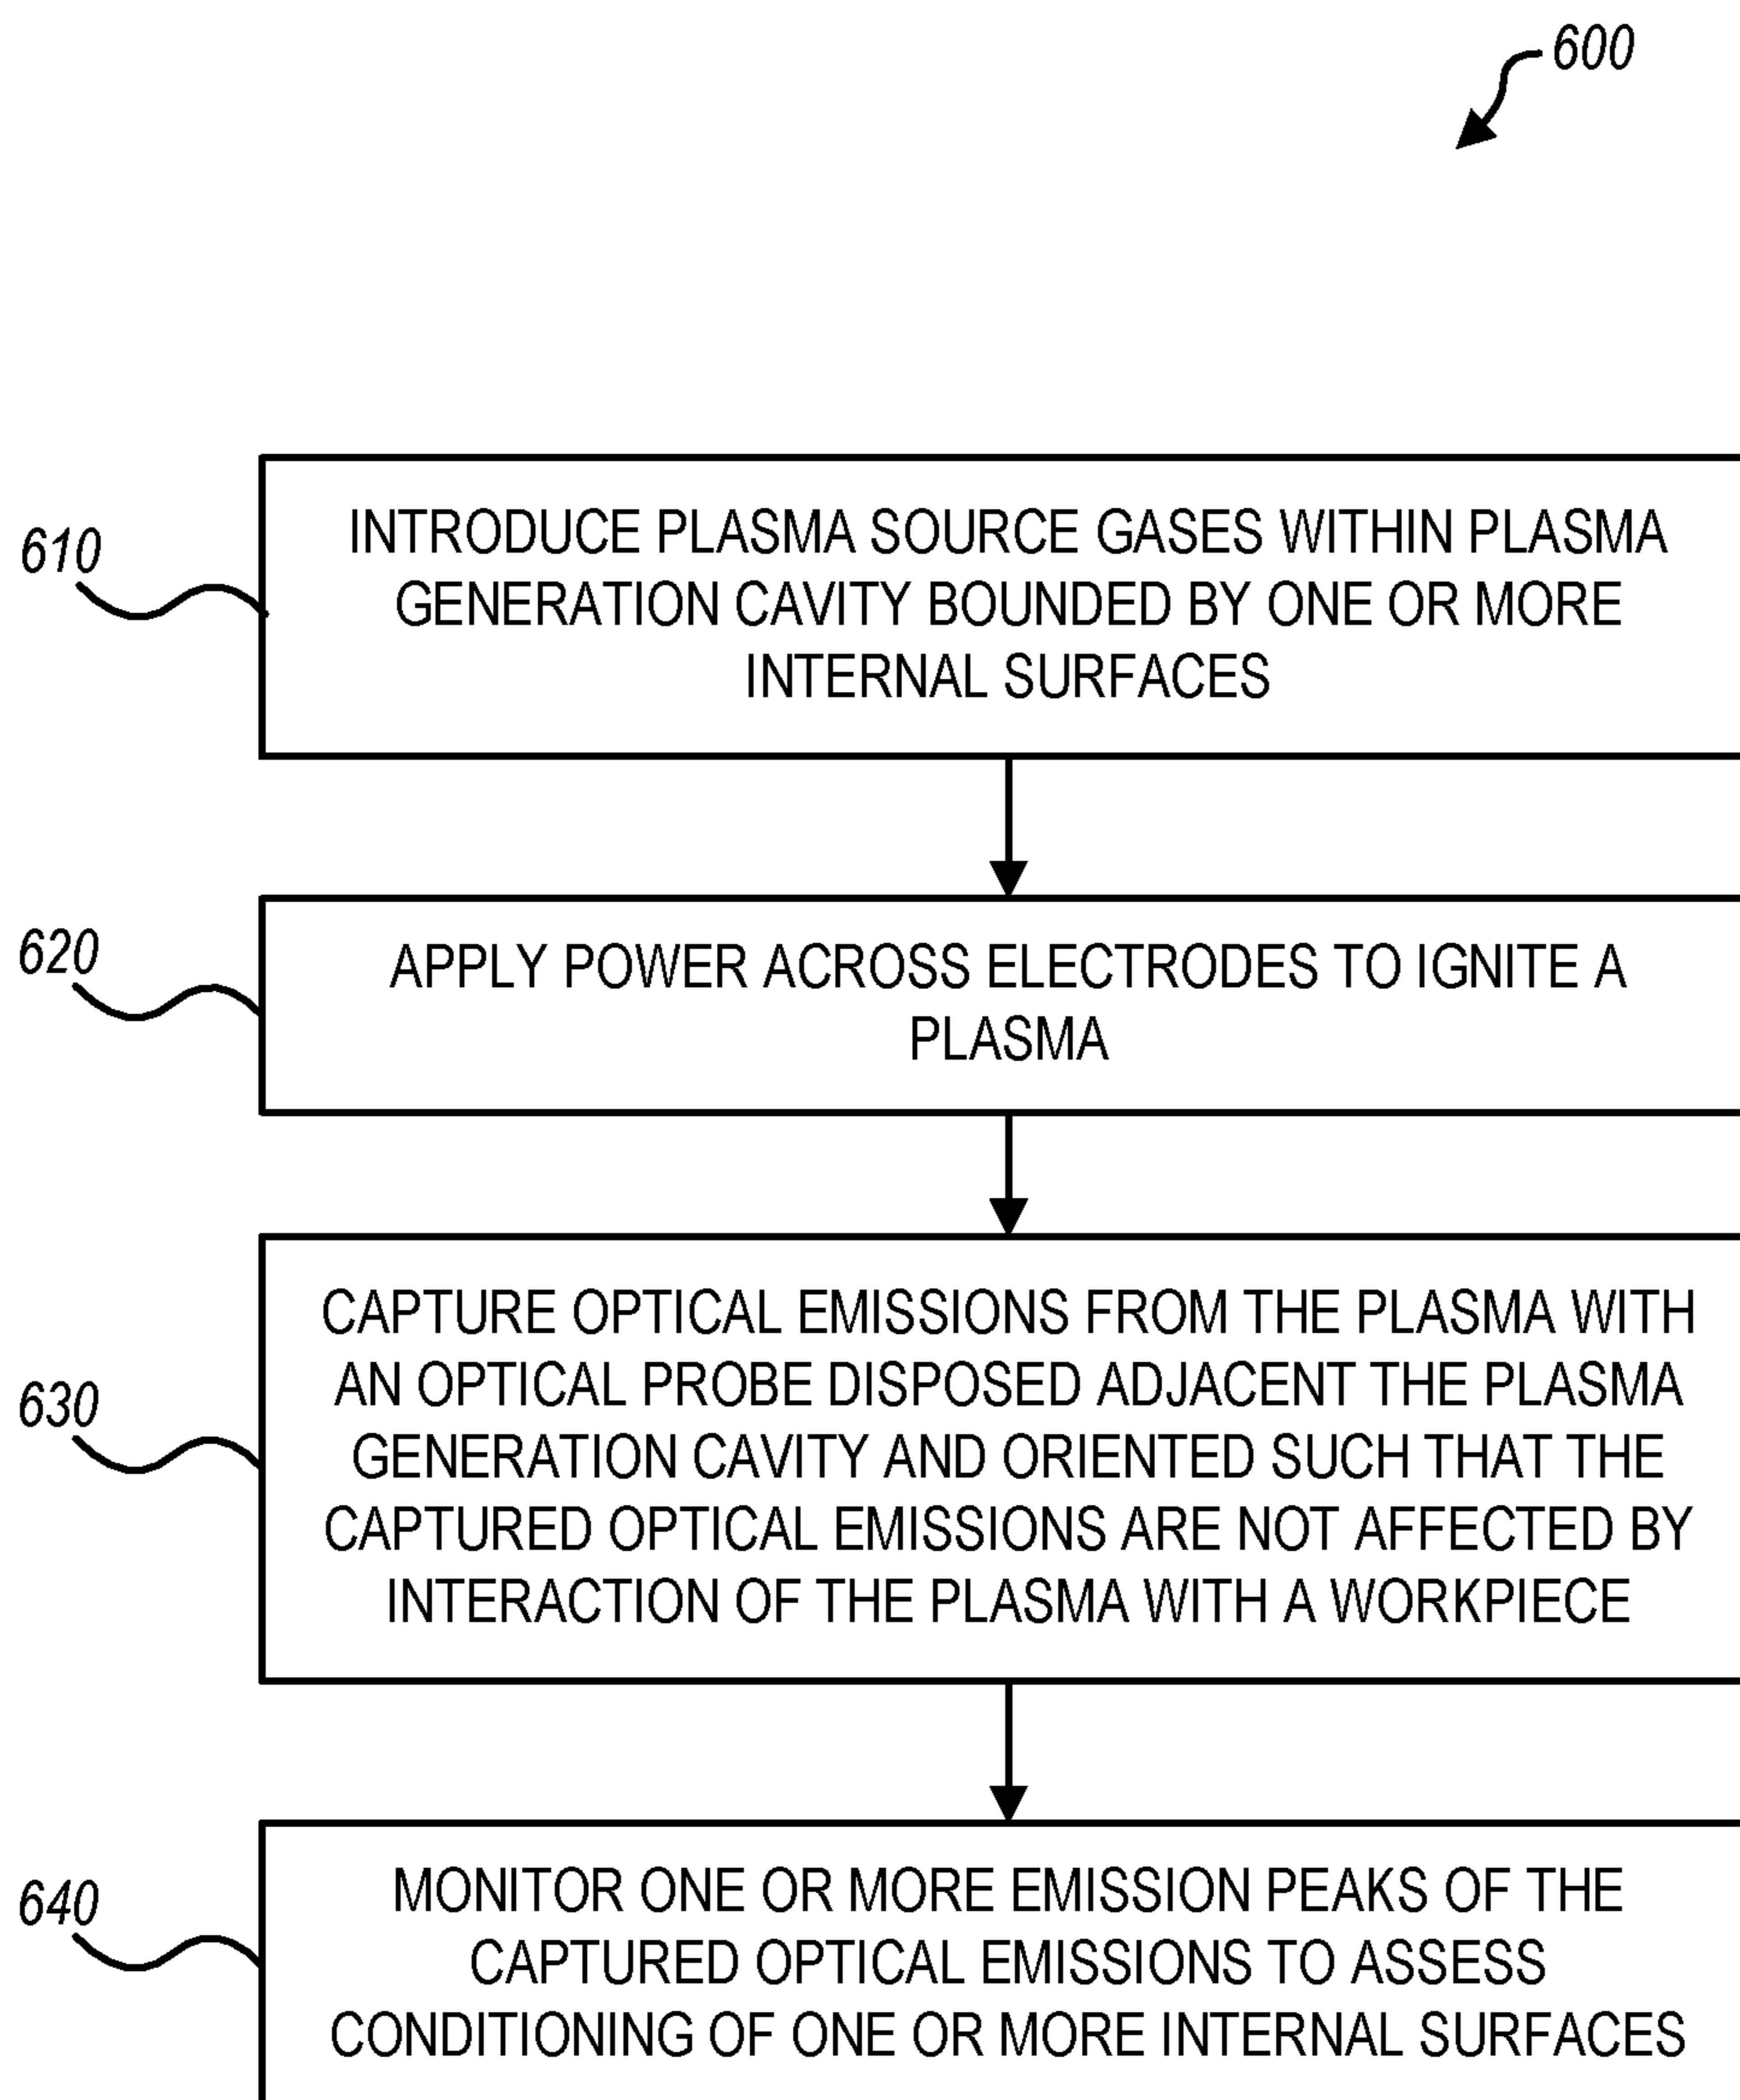 600
610
INTRODUCE PLASMA SOURCE GASES WITHIN PLASMA
GENERATION CAVITY BOUNDED BY ONE OR MORE
INTERNAL SURFACES
620
APPLY POWER ACROSS ELECTRODES TO IGNITE A
PLASMA
630
CAPTURE OPTICAL EMISSIONS FROM THE PLASMA WITH
AN OPTICAL PROBE DISPOSED ADJACENT THE PLASMA
GENERATION CAVITY AND ORIENTED SUCH THAT THE
CAPTURED OPTICAL EMISSIONS ARE NOT AFFECTED BY
INTERACTION OF THE PLASMA WITH A WORKPIECE
640
MONITOR ONE OR MORE EMISSION PEAKS OF THE
CAPTURED OPTICAL EMISSIONS TO ASSESS
CONDITIONING OF ONE OR MORE INTERNAL SURFACES